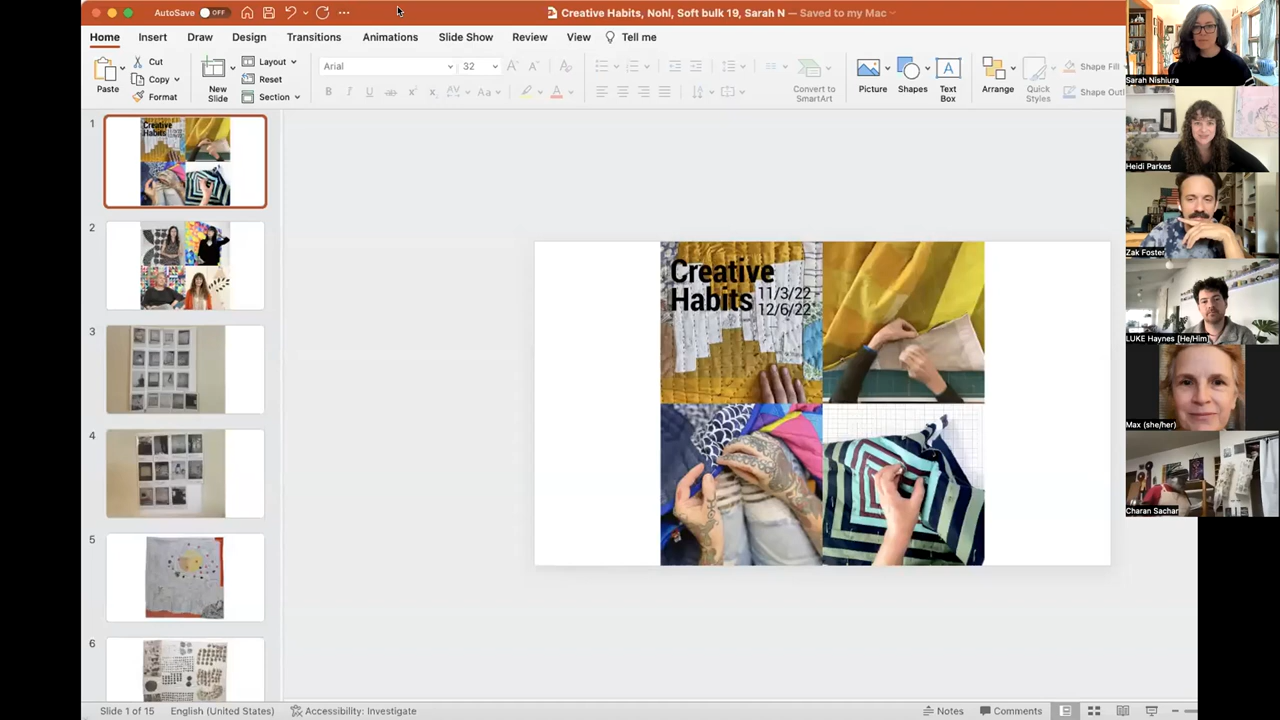 AutoSave OFF
Creative Habits, Nohl, Soft bulk 19, Sarah N — Saved to my Mac
Home Insert Draw Design Transitions Animations Slide Show Review View Tell me
Paste
Cut
Copy
Format
New
Slide
Layout
Reset
Section
Arial 32
Convert to
SmartArt
Picture
Shapes
Text
Box
Arrange
Quick
Styles
Shape Fill
Shape Out
1
Creative
Habits
2
3
4
5
6
Creative
Habits 11/3/22
12/6/22
Sarah Nishiura
Heidi Parkes
Zak Foster
LUKE Haynes [He/Him]
Max (she/her)
Charan Sachar
Slide 1 of 15 English (United States) Accessibility: Investigate Notes Comments